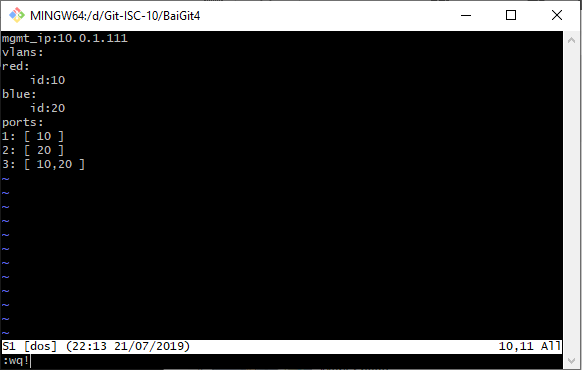 MINGW64:/d/Git-ISC-10/BaiGit4
mgmt_ip:10.0.1.111
vlans:
red:
    id:10
blue:
    id:20
ports:
1: [ 10 ]
2: [ 20 ]
3: [ 10,20 ]
~
~
~
~
~
~
~
~
~
~
~
~
S1 [dos] (22:13 21/07/2019) 10,11 All
:wq!